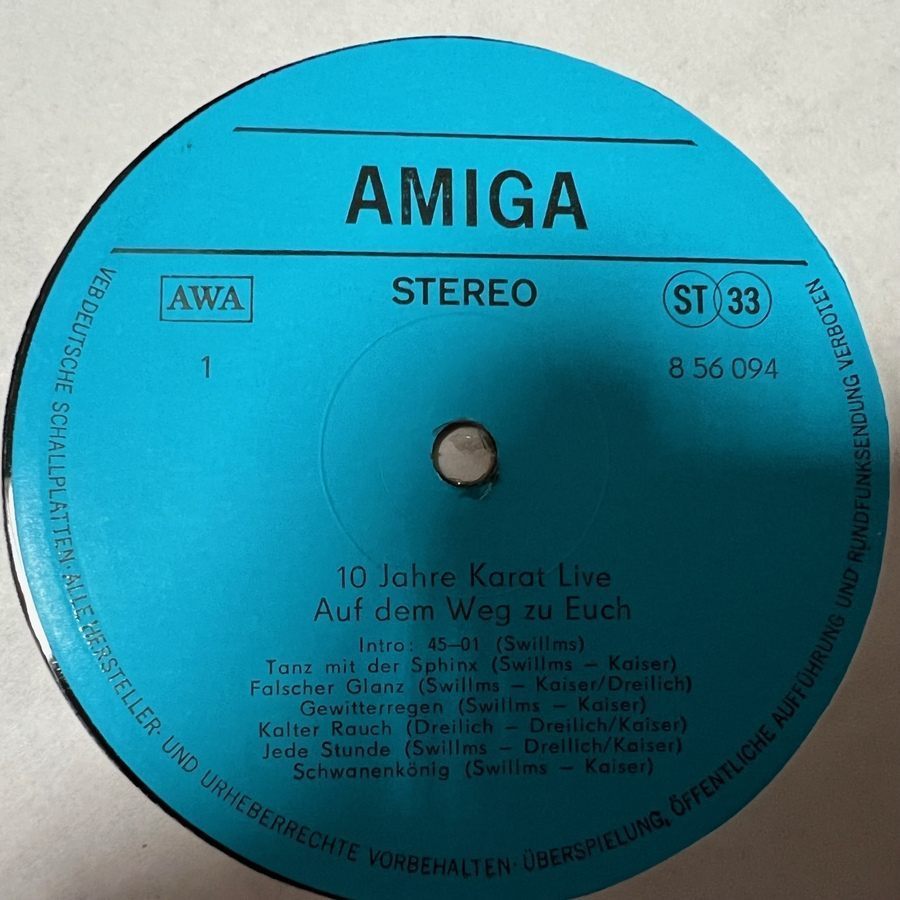 AMIGA
AWA
STEREO
ST 33
1
8 56 094
10 Jahre Karat Live
Auf dem Weg zu Euch
Intro: 45—01 (Swillms)
Tanz mit der Sphinx (Swillms — Kaiser)
Falscher Glanz (Swillms — Kaiser/Dreilich)
Gewitterregen (Swillms — Kaiser)
Kalter Rauch (Dreilich — Dreilich/Kaiser)
Jede Stunde (Swillms — Dreilich/Kaiser)
Schwanenkönig (Swillms — Kaiser)
VEB DEUTSCHE SCHALLPLATTEN · ALLE HERSTELLER- UND URHEBERRECHTE VORBEHALTEN · ÜBERSPIELUNG, ÖFFENTLICHE AUFFÜHRUNG UND RUNDFUNKSENDUNG VERBOTEN